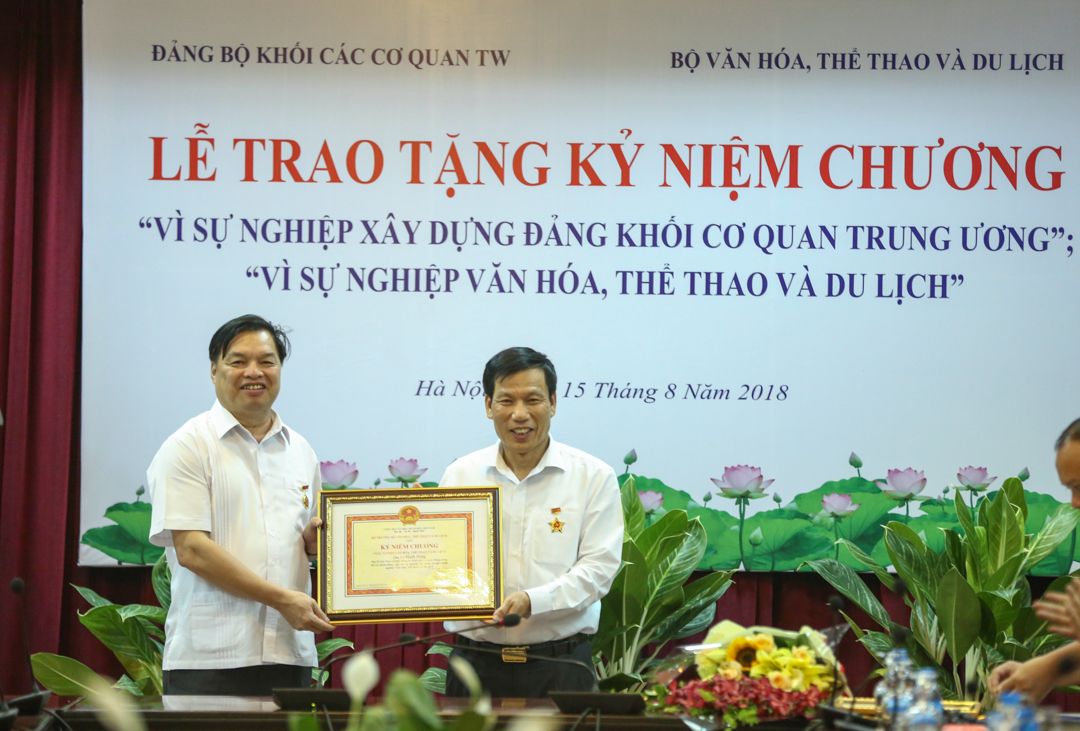 ĐẢNG BỘ KHỐI CÁC CƠ QUAN TW
BỘ VĂN HÓA, THỂ THAO VÀ DU LỊCH
LỄ TRAO TẶNG KỶ NIỆM CHƯƠNG
“VÌ SỰ NGHIỆP XÂY DỰNG ĐẢNG KHỐI CƠ QUAN TRUNG ƯƠNG”;
“VÌ SỰ NGHIỆP VĂN HÓA, THỂ THAO VÀ DU LỊCH”
Hà Nội, 15 Tháng 8 Năm 2018
KỶ NIỆM CHƯƠNG